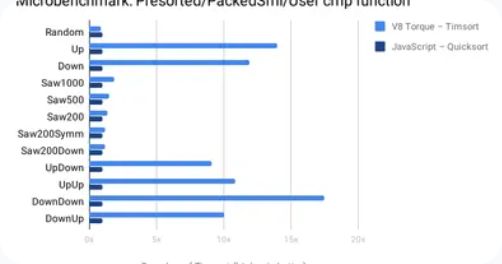 Microbenchmark: Presorted/PackedSmi/User cmp function
V8 Torque – Timsort
JavaScript – Quicksort
Random
Up
Down
Saw1000
Saw500
Saw200
Saw200Symm
Saw200Down
UpDown
UpUp
DownDown
DownUp
0x 5x 10x 15x 20x